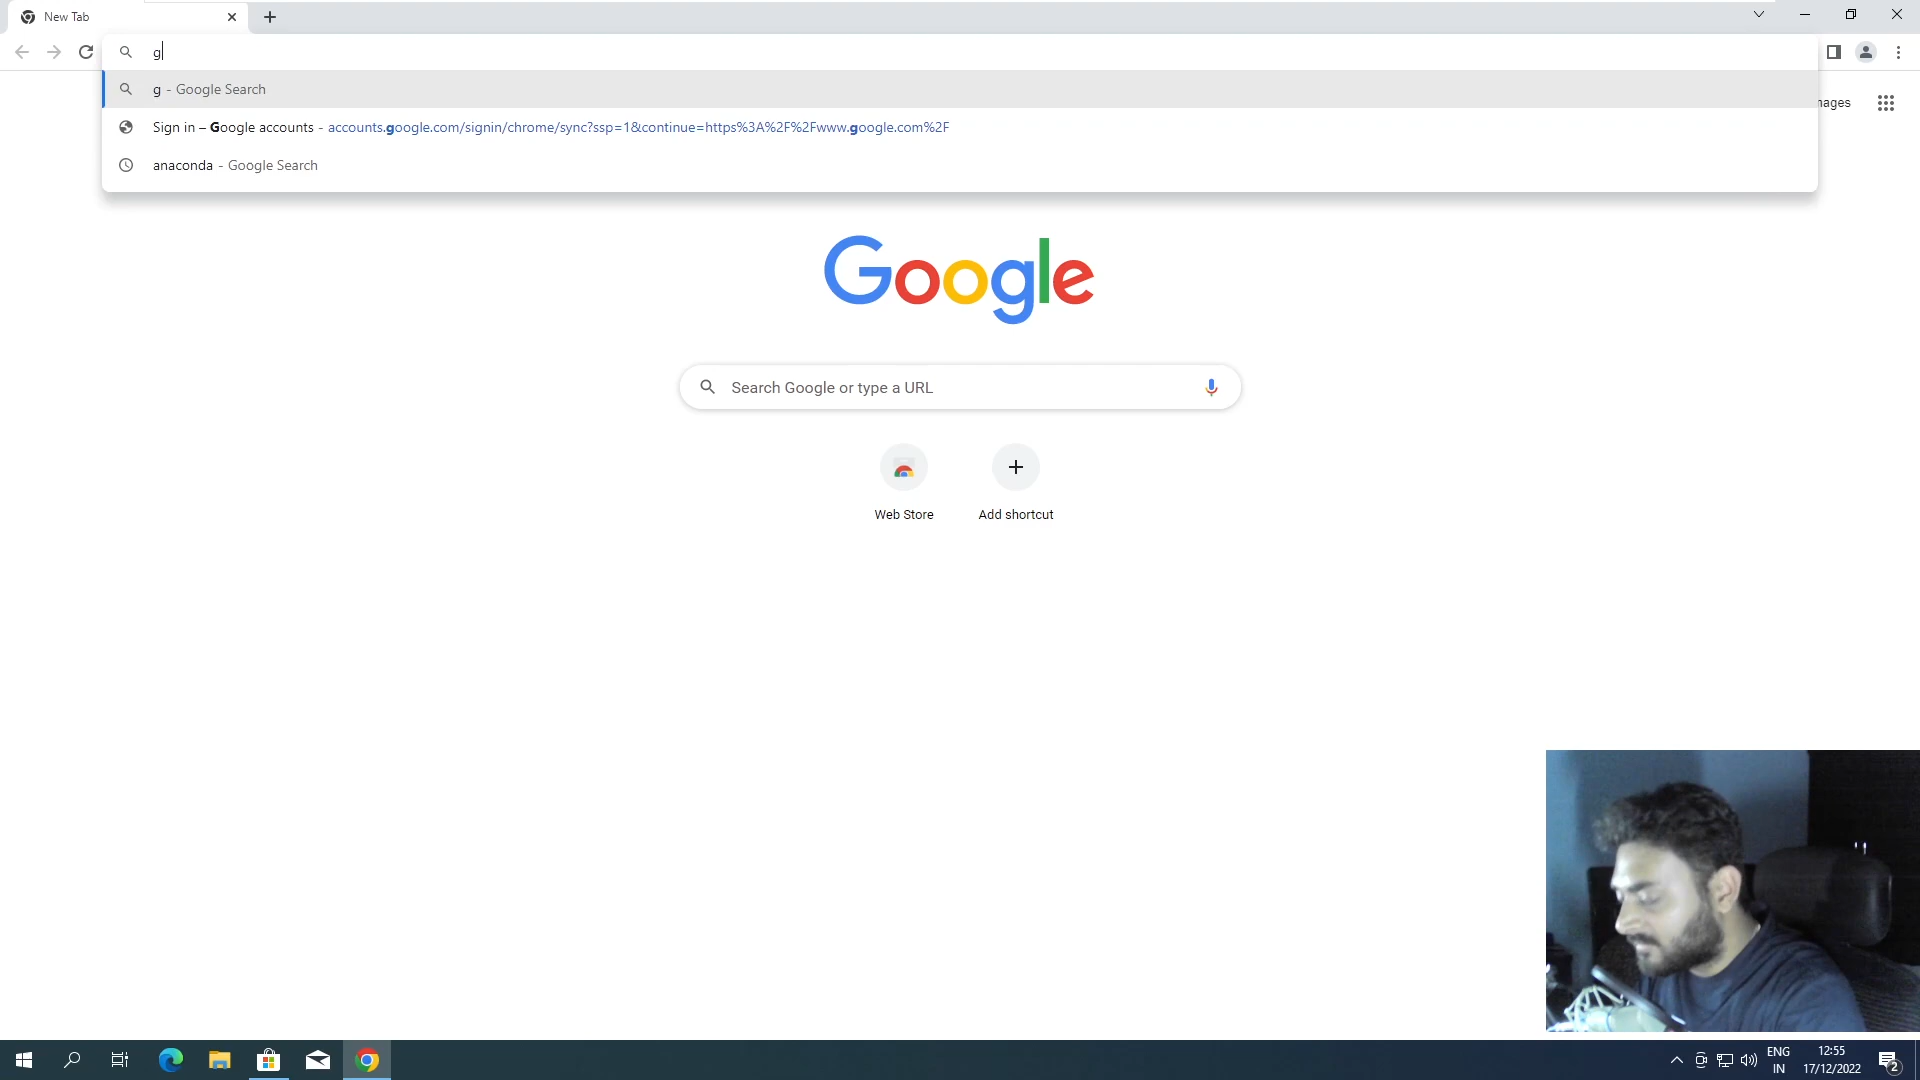 New Tab
g
g - Google Search
Sign in – Google accounts - accounts.google.com/signin/chrome/sync?ssp=1&continue=https%3A%2F%2Fwww.google.com%2F
mages
anaconda - Google Search
Google
Search Google or type a URL
Web Store
Add shortcut
ENG
IN
12:55
17/12/2022
2